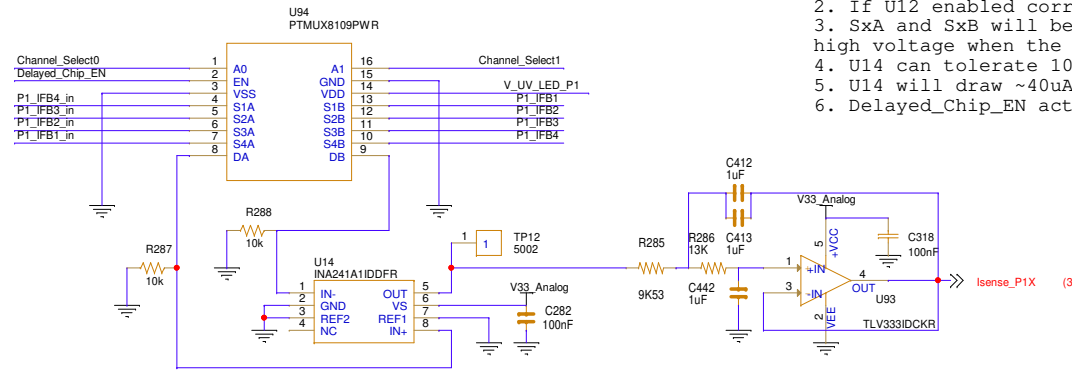 2. If U12 enabled corr
3. SxA and SxB will be
high voltage when the
4. U14 can tolerate 10
5. U14 will draw ~40uA
6. Delayed_Chip_EN act
U94
PTMUX8109PWR
Channel_Select0 1 A0
Delayed_Chip_EN 2 EN
3 VSS
P1_IFB4_in 4 S1A
P1_IFB3_in 5 S2A
P1_IFB2_in 6 S3A
P1_IFB1_in 7 S4A
8 DA
A1 16 Channel_Select1
GND 15
VDD 14 V_UV_LED_P1
S1B 13 P1_IFB1
S2B 12 P1_IFB2
S3B 11 P1_IFB3
S4B 10 P1_IFB4
DB 9
R288
10k
R287
10k
U14
INA241A1IDDFR
1 IN-
2 GND
3 REF2
4 NC
OUT 5
VS 6
REF1 7
IN+ 8
1 1 TP12
5002
V33_Analog
C282
100nF
R285
9K53
R286
13K
C412
1uF
C413
1uF
C442
1uF
V33_Analog
C318
100nF
1 +IN
3 -IN
5 +VCC
2 VEE
4 OUT
U93
TLV333IDCKR
Isense_P1X (3